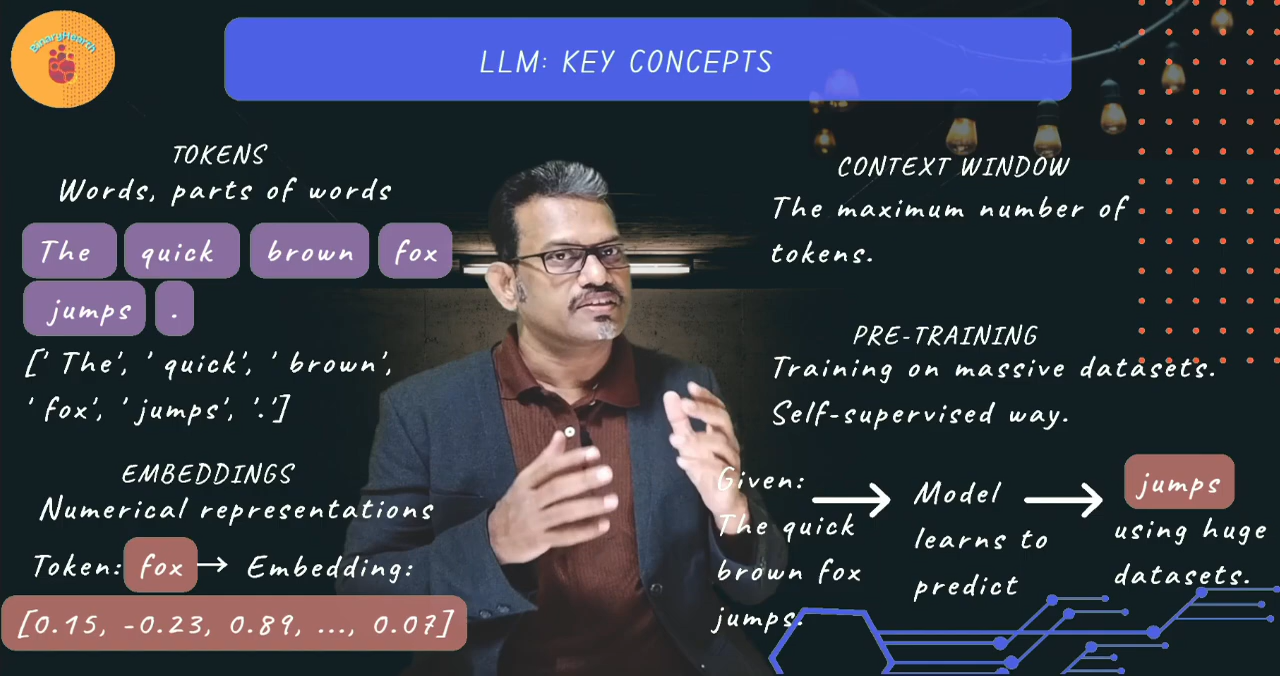 BinaryHearth
LLM: KEY CONCEPTS
TOKENS
Words, parts of words
The quick brown fox
jumps .
[' The', ' quick', ' brown',
' fox', ' jumps', '.']
EMBEDDINGS
Numerical representations
Token: fox → Embedding:
[0.15, -0.23, 0.89, ..., 0.07]
CONTEXT WINDOW
The maximum number of
tokens.
PRE-TRAINING
Training on massive datasets.
Self-supervised way.
Given:
The quick
brown fox
jumps.
Model
learns to
predict
jumps
using huge
datasets.